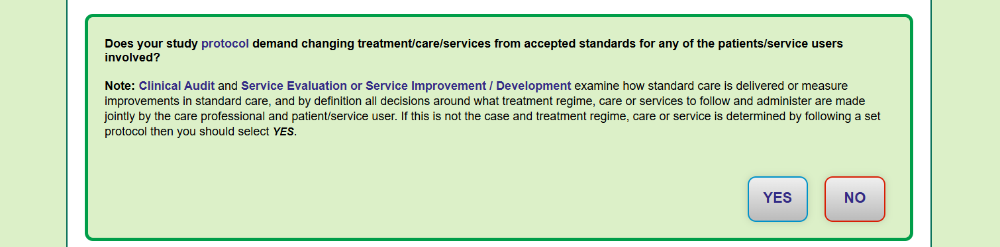 Does your study protocol demand changing treatment/care/services from accepted standards for any of the patients/service users
involved?
Note: Clinical Audit and Service Evaluation or Service Improvement / Development examine how standard care is delivered or measure
improvements in standard care, and by definition all decisions around what treatment regime, care or services to follow and administer are made
jointly by the care professional and patient/service user. If this is not the case and treatment regime, care or service is determined by following a set
protocol then you should select YES.
YES NO